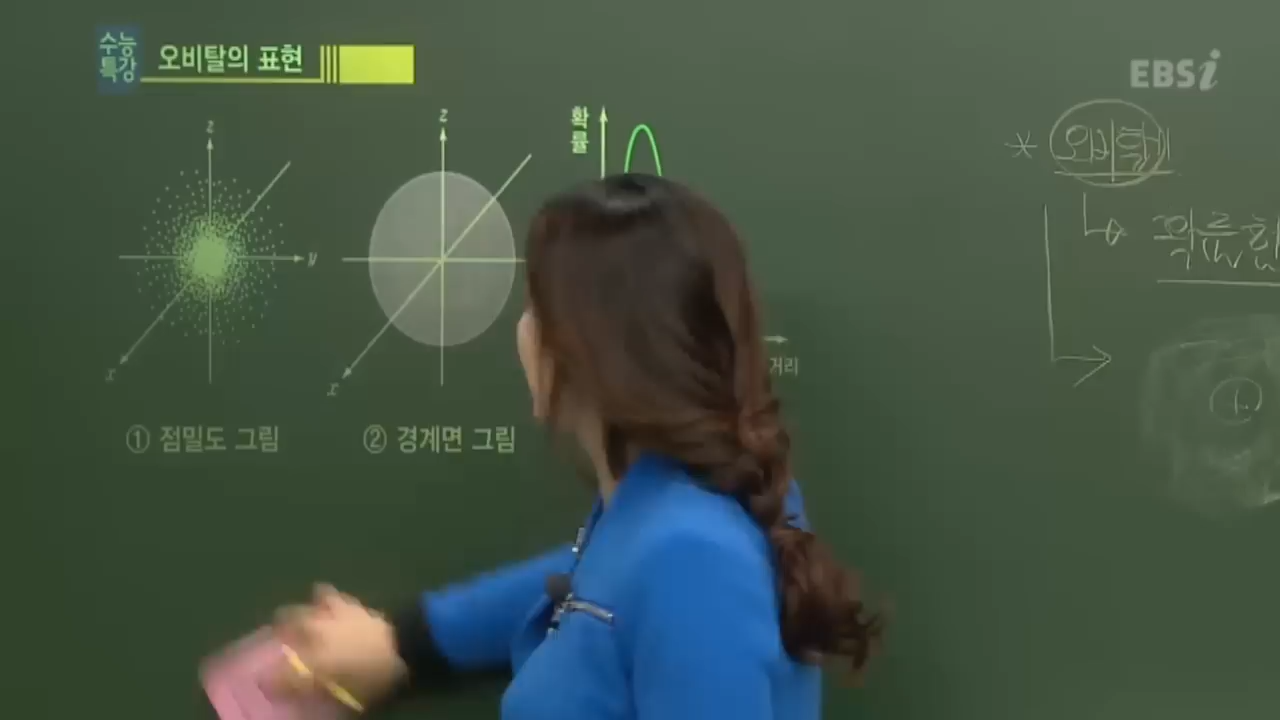 수능
특강
오비탈의 표현
EBSi
z
y
x
① 점밀도 그림
z
x
② 경계면 그림
확
률
거리
* 오비탈